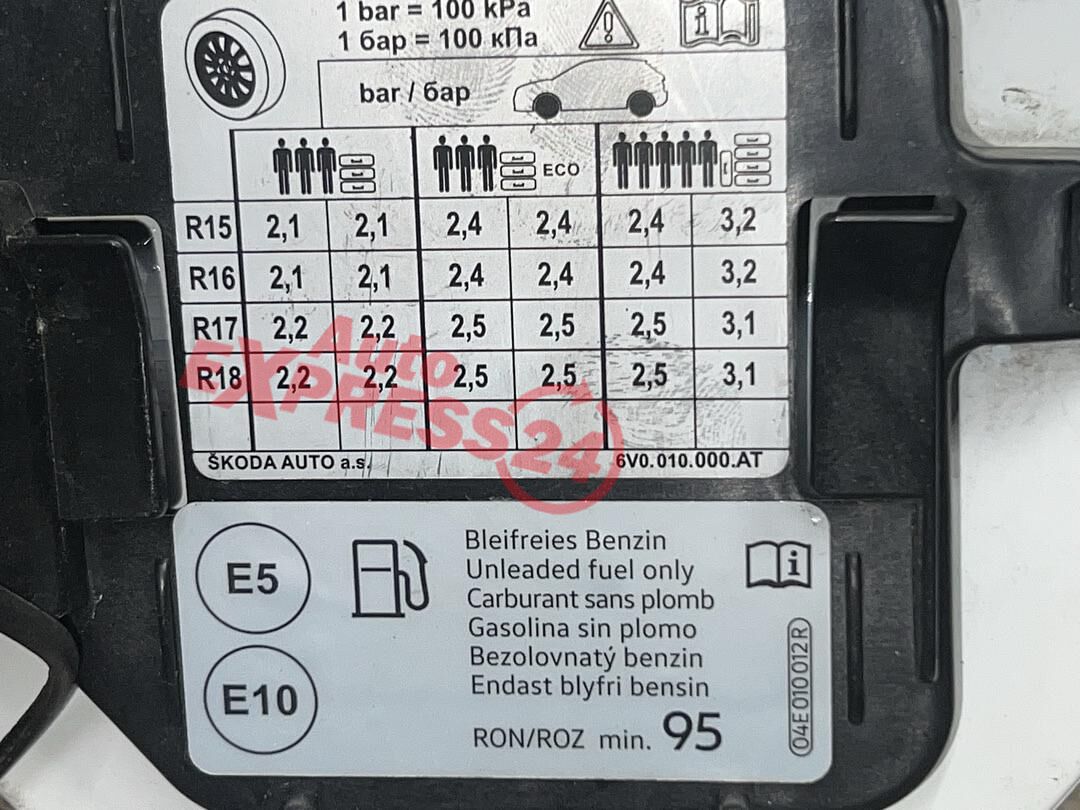 1 bar = 100 kPa
1 бар = 100 кПа
bar / бар
ECO
R15 2,1 2,1 2,4 2,4 2,4 3,2
R16 2,1 2,1 2,4 2,4 2,4 3,2
R17 2,2 2,2 2,5 2,5 2,5 3,1
R18 2,2 2,2 2,5 2,5 2,5 3,1
Auto
EXPRESS24
ŠKODA AUTO a.s. 6V0.010.000.AT
E5
E10
Bleifreies Benzin
Unleaded fuel only
Carburant sans plomb
Gasolina sin plomo
Bezolovnatý benzin
Endast blyfri bensin
RON/ROZ min. 95
04E010012R